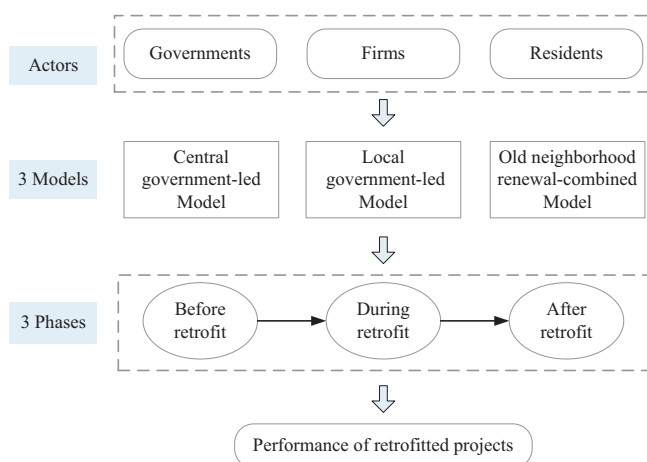 Actors
Governments
Firms
Residents
3 Models
Central
government-led
Model
Local
government-led
Model
Old neighborhood
renewal-combined
Model
3 Phases
Before
retrofit
During
retrofit
After
retrofit
Performance of retrofitted projects